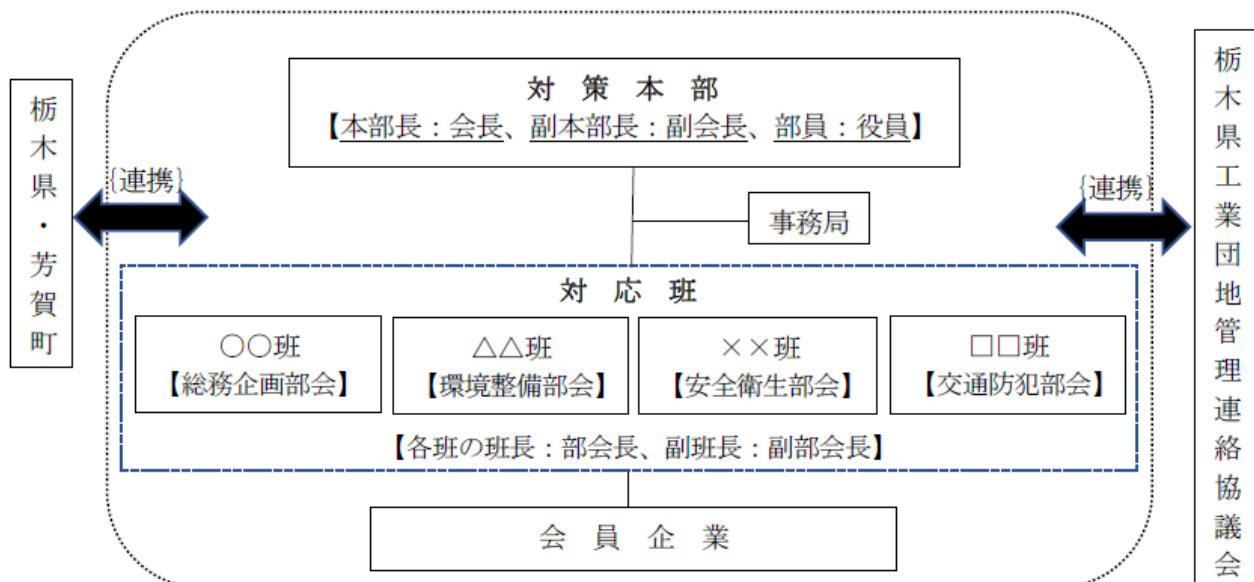 対策本部
【本部長：会長、副本部長：副会長、部員：役員】
栃木県・芳賀町
{連携}
{連携}
栃木県工業団地管理連絡協議会
事務局
対応班
○○班
【総務企画部会】
△△班
【環境整備部会】
××班
【安全衛生部会】
□□班
【交通防犯部会】
【各班の班長：部会長、副班長：副部会長】
会員企業